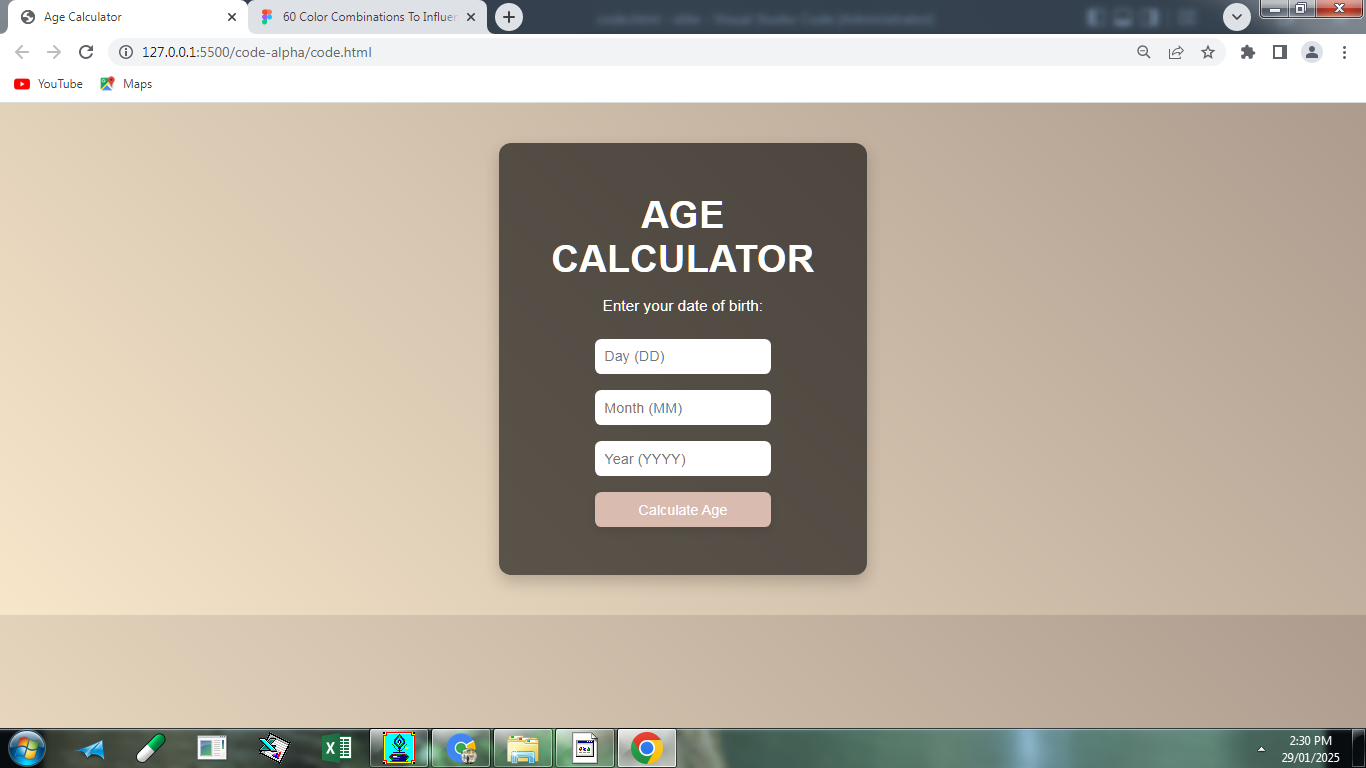 Age Calculator
60 Color Combinations To Influen
code.html - elite - Visual Studio Code [Administrator]
127.0.0.1:5500/code-alpha/code.html
YouTube
Maps
AGE
CALCULATOR
Enter your date of birth:
Day (DD)
Month (MM)
Year (YYYY)
Calculate Age
2:30 PM
29/01/2025